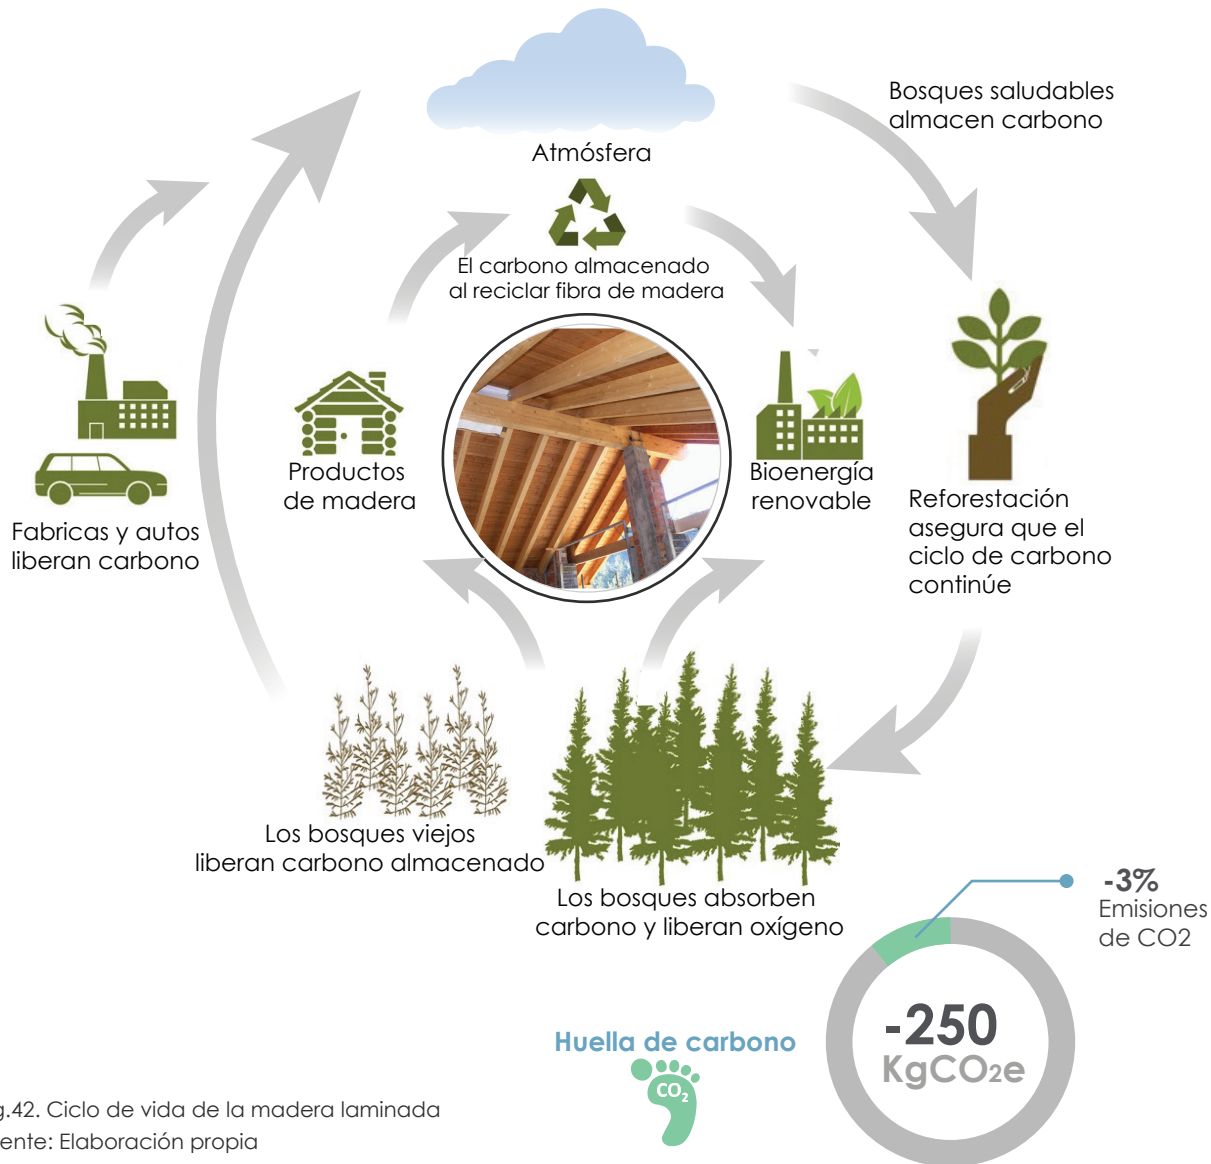 Atmósfera
Bosques saludables
almacen carbono
El carbono almacenado
al reciclar fibra de madera
Fabricas y autos
liberan carbono
Productos
de madera
Bioenergía
renovable
Reforestación
asegura que el
ciclo de carbono
continúe
Los bosques viejos
liberan carbono almacenado
Los bosques absorben
carbono y liberan oxígeno
-3%
Emisiones
de CO2
-250
KgCO₂e
Huella de carbono
CO₂
g.42. Ciclo de vida de la madera laminada
ente: Elaboración propia